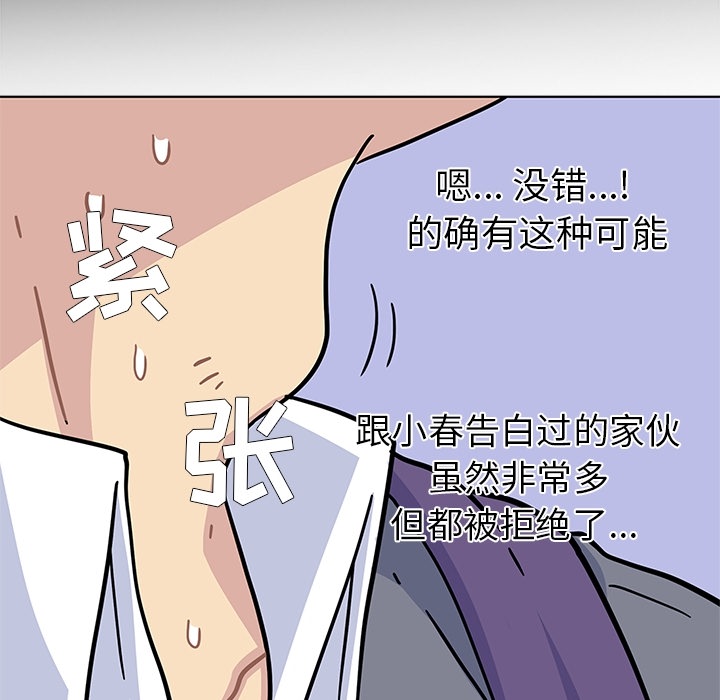 嗯... 没错...!
的确有这种可能
紧
张
跟小春告白过的家伙
虽然非常多
但都被拒绝了...